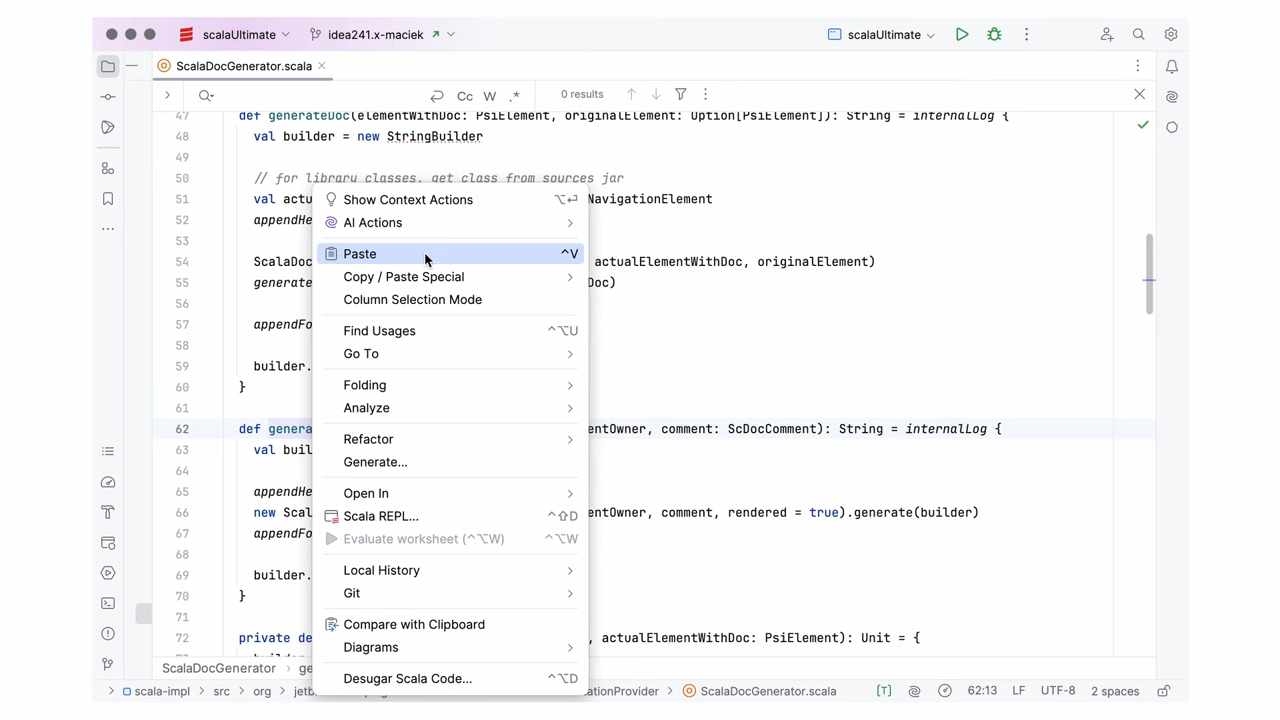 scalaUltimate idea241.x-maciek scalaUltimate
ScalaDocGenerator.scala
Cc W .* 0 results
47 def generateDoc(elementWithDoc: PsiElement, originalElement: Option[PsiElement]): String = internalLog {
48 val builder = new StringBuilder
49
50 // for library classes, get class from sources jar
51 val actu NavigationElement
52 appendHe
53
54 ScalaDoc actualElementWithDoc, originalElement)
55 generate Doc)
56
57 appendFo
58
59 builder.
60 }
61
62 def genera entOwner, comment: ScDocComment): String = internalLog {
63 val buil
64
65 appendHe
66 new Scal entOwner, comment, rendered = true).generate(builder)
67 appendFo
68
69 builder.
70 }
71
72 private de , actualElementWithDoc: PsiElement): Unit = {
Show Context Actions ⌥⏎
AI Actions
Paste ^V
Copy / Paste Special
Column Selection Mode
Find Usages ^⌥U
Go To
Folding
Analyze
Refactor
Generate...
Open In
Scala REPL... ^⇧D
Evaluate worksheet (^⌥W) ^⌥W
Local History
Git
Compare with Clipboard
Diagrams
Desugar Scala Code... ^⌥D
ScalaDocGenerator > ge
scala-impl > src > org > jetb ationProvider > ScalaDocGenerator.scala [T] 62:13 LF UTF-8 2 spaces